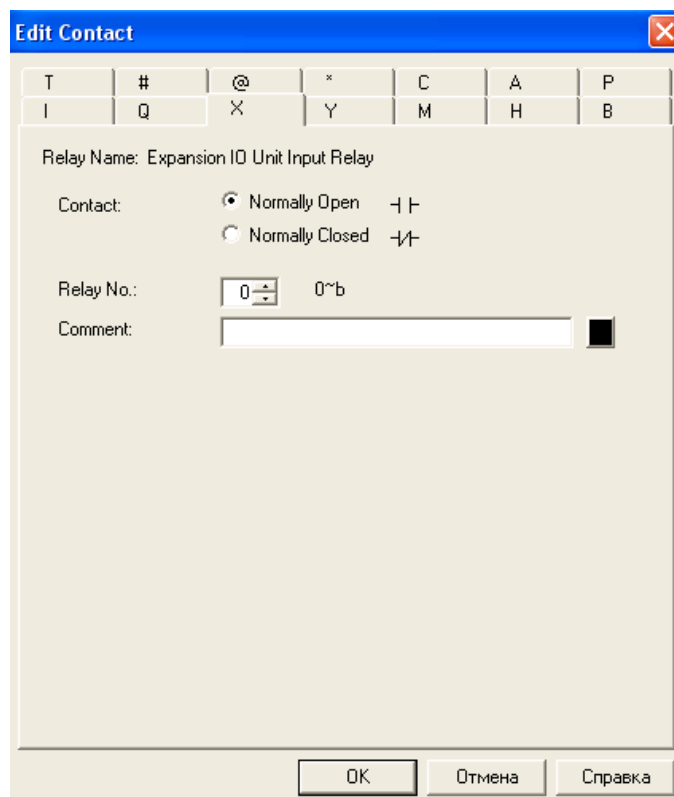 Edit Contact
T # @ * C A P
I Q X Y M H B
Relay Name: Expansion IO Unit Input Relay
Contact: Normally Open
Normally Closed
Relay No.: 0 0~b
Comment:
OK Отмена Справка